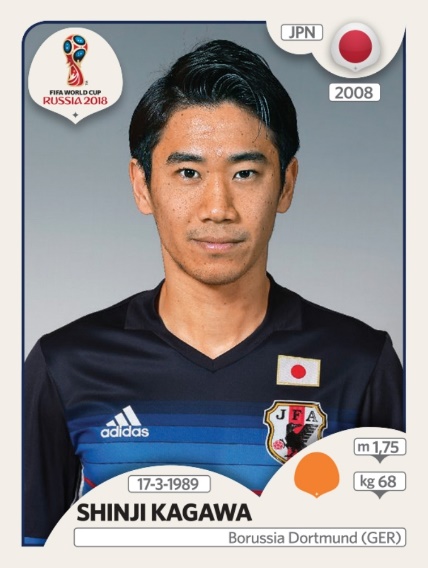 JPN
2008
FIFA WORLD CUP
RUSSIA 2018
adidas
JFA
m 1,75
kg 68
17-3-1989
SHINJI KAGAWA
Borussia Dortmund (GER)